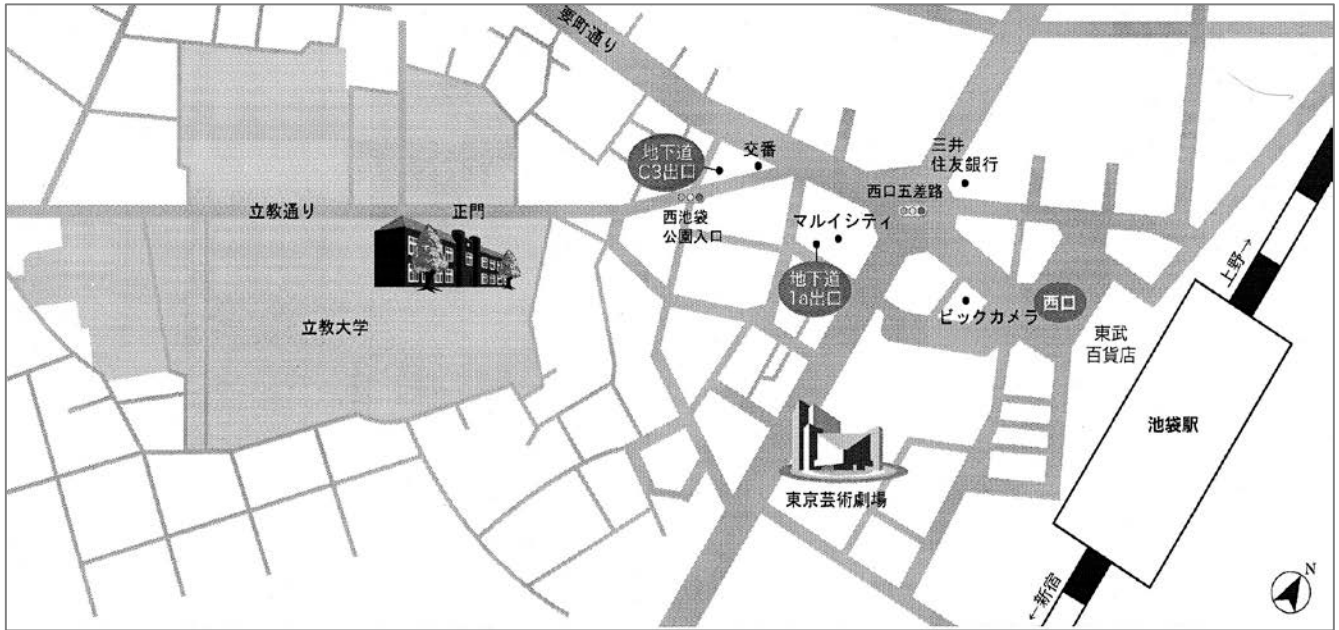 要町通り
地下道
C3出口
交番
三井
住友銀行
西口五差路
立教通り
正門
西池袋
公園入口
マルイシティ
地下道
1a出口
立教大学
ビックカメラ
西口
東武
百貨店
上野→
池袋駅
東京芸術劇場
←新宿
N